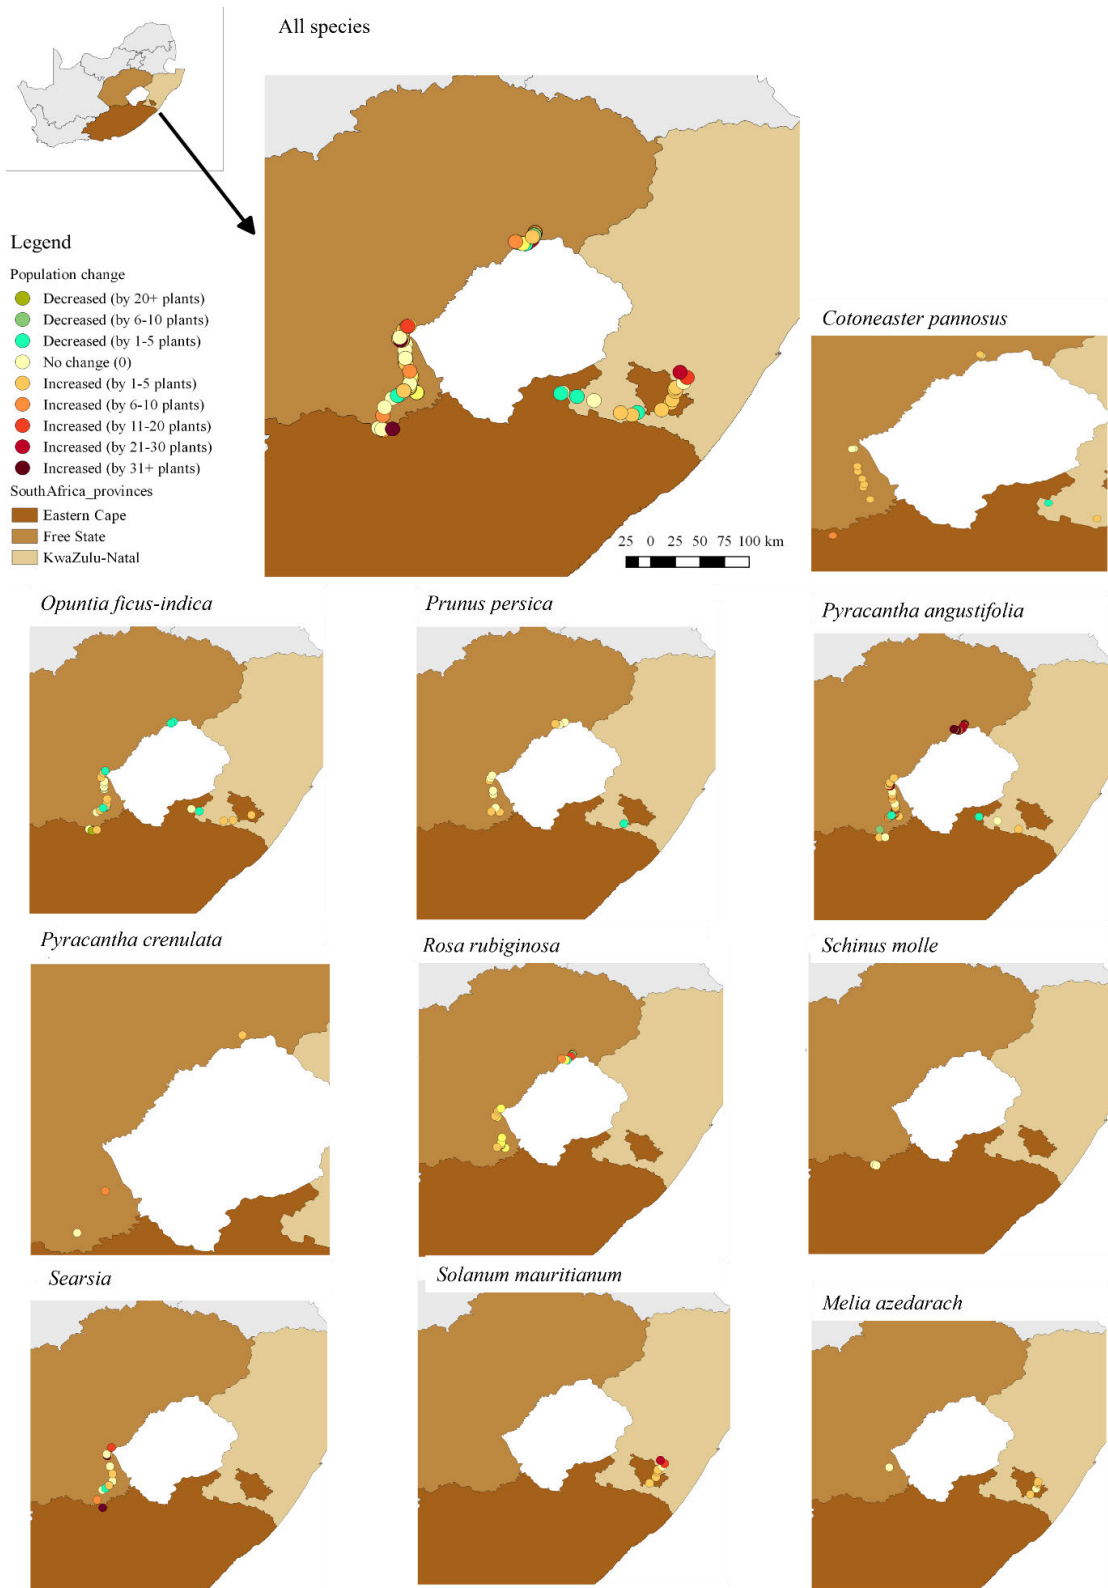 All species
Legend
Population change
Decreased (by 20+ plants)
Decreased (by 6-10 plants)
Decreased (by 1-5 plants)
No change (0)
Increased (by 1-5 plants)
Increased (by 6-10 plants)
Increased (by 11-20 plants)
Increased (by 21-30 plants)
Increased (by 31+ plants)
SouthAfrica_provinces
Eastern Cape
Free State
KwaZulu-Natal
25 0 25 50 75 100 km
Cotoneaster pannosus
Opuntia ficus-indica
Prunus persica
Pyracantha angustifolia
Pyracantha crenulata
Rosa rubiginosa
Schinus molle
Searsia
Solanum mauritianum
Melia azedarach